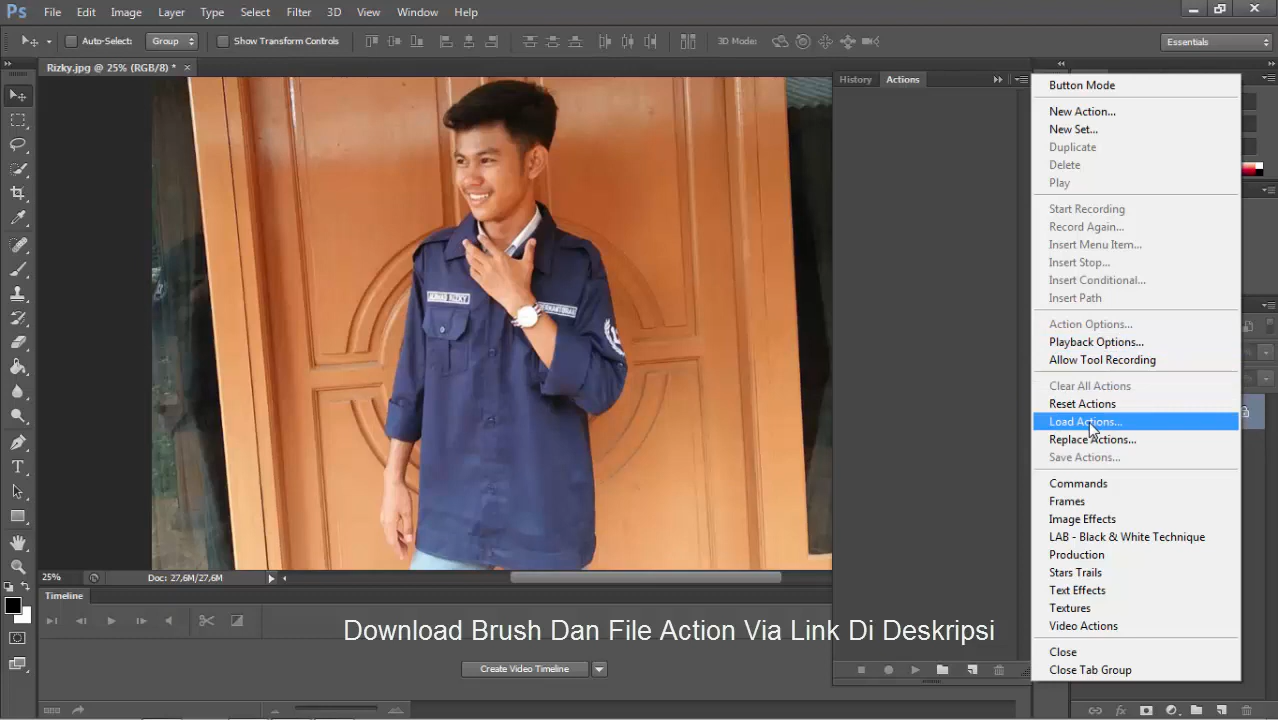 Ps File Edit Image Layer Type Select Filter 3D View Window Help
Auto-Select: Group Show Transform Controls 3D Mode: Essentials
Rizky.jpg @ 25% (RGB/8) *
History Actions
Button Mode
New Action...
New Set...
Duplicate
Delete
Play
Start Recording
Record Again...
Insert Menu Item...
Insert Stop...
Insert Conditional...
Insert Path
Action Options...
Playback Options...
Allow Tool Recording
Clear All Actions
Reset Actions
Load Actions...
Replace Actions...
Save Actions...
Commands
Frames
Image Effects
LAB - Black & White Technique
Production
Stars Trails
Text Effects
Textures
Video Actions
Close
Close Tab Group
25% Doc: 27,6M/27,6M
Timeline
Download Brush Dan File Action Via Link Di Deskripsi
Create Video Timeline